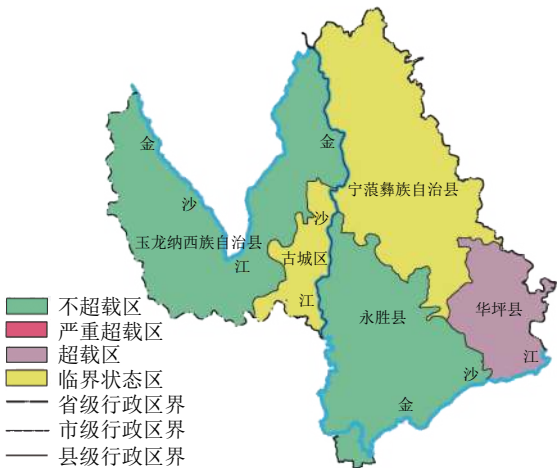 金
金
宁蒗彝族自治县
沙
沙
玉龙纳西族自治县
江
古城区
江
永胜县
华坪县
江
沙
金
不超载区
严重超载区
超载区
临界状态区
省级行政区界
市级行政区界
县级行政区界